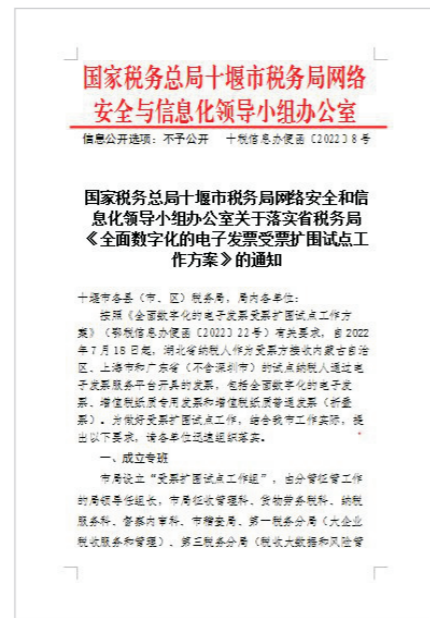 国家税务总局十堰市税务局网络
安全与信息化领导小组办公室
信息公开选项：不予公开 十税信息办便函〔2022〕8号
国家税务总局十堰市税务局网络安全和信
息化领导小组办公室关于落实省税务局
《全面数字化的电子发票受票扩围试点工
作方案》的通知
十堰市各县（市、区）税务局，局内各单位：
按照《全面数字化的电子发票受票扩围试点工作方
案》（鄂税信息办便函〔2022〕22号）有关要求，自2022
年7月18日起，湖北省纳税人作为受票方接收内蒙古自治
区、上海市和广东省（不含深圳市）的试点纳税人通过电
子发票服务平台开具的发票，包括全面数字化的电子发
票、增值税纸质专用发票和增值税纸质普通发票（折叠
票）。为做好受票扩围试点工作，结合我市工作实际，提
出以下要求，请各单位迅速组织落实。
一、成立专班
市局设立“受票扩围试点工作组”，由分管征管工作
的局领导任组长，市局征收管理科、货物劳务税科、纳税
服务科、督察内审科、市稽查局、第一税务分局（大企业
税收服务和管理）、第三税务分局（税收大数据和风险管